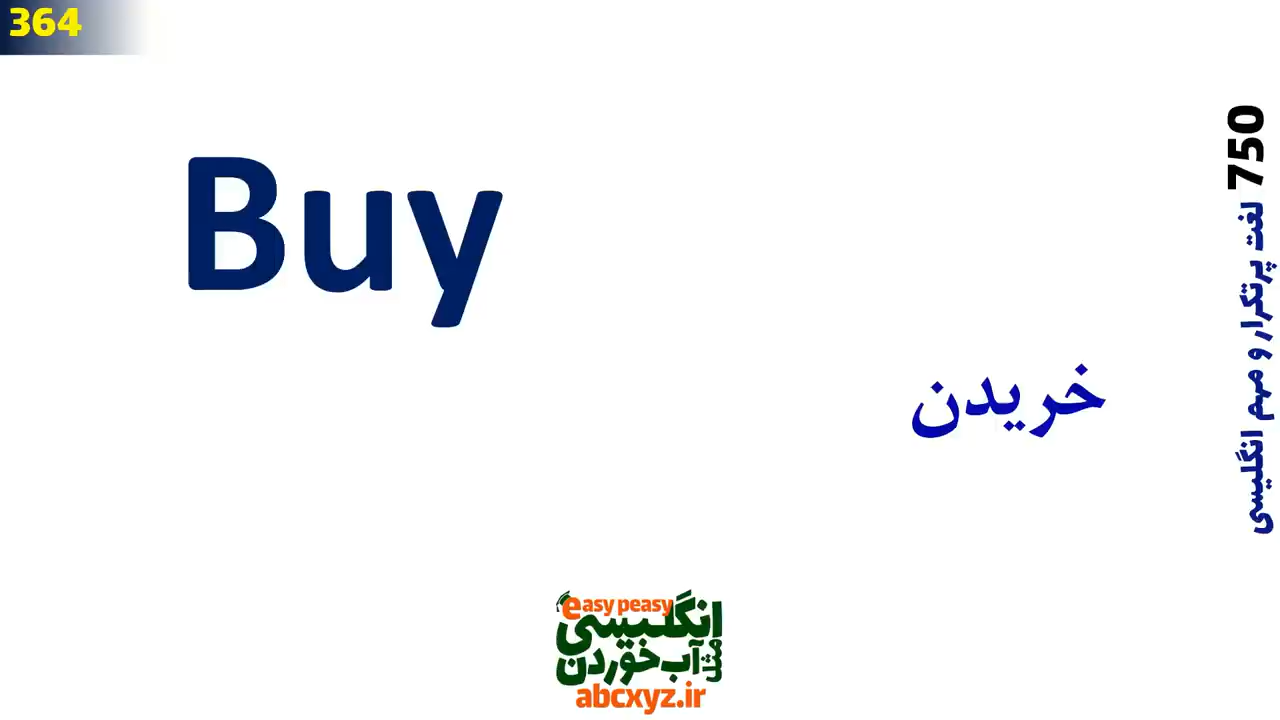 364
Buy
خریدن
750 لغت پرتکرار و مهم انگلیسی
easy peasy
انگلیسی
مثل آب خوردن
abcxyz.ir